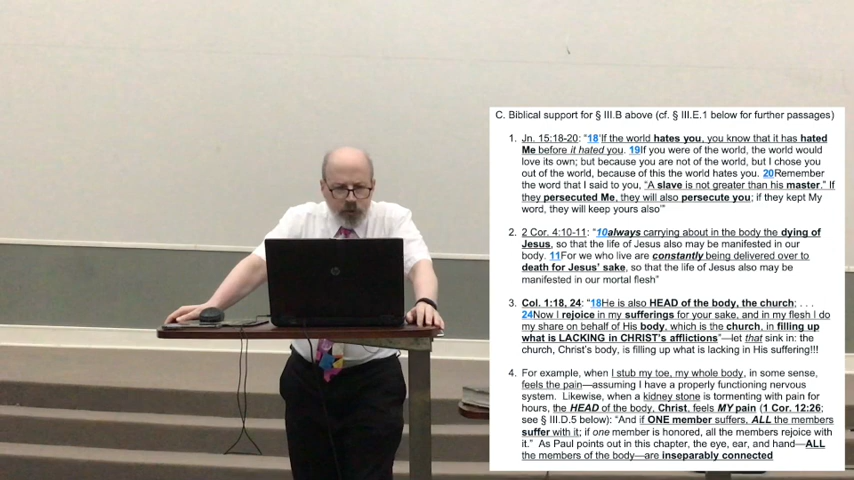 C. Biblical support for § III.B above (cf. § III.E.1 below for further passages)
1. Jn. 15:18-20: “18‘If the world hates you, you know that it has hated
Me before it hated you. 19If you were of the world, the world would
love its own; but because you are not of the world, but I chose you
out of the world, because of this the world hates you. 20Remember
the word that I said to you, “A slave is not greater than his master.” If
they persecuted Me, they will also persecute you; if they kept My
word, they will keep yours also’”
2. 2 Cor. 4:10-11: “10always carrying about in the body the dying of
Jesus, so that the life of Jesus also may be manifested in our
body. 11For we who live are constantly being delivered over to
death for Jesus’ sake, so that the life of Jesus also may be
manifested in our mortal flesh”
3. Col. 1:18, 24: “18He is also HEAD of the body, the church; . . .
24Now I rejoice in my sufferings for your sake, and in my flesh I do
my share on behalf of His body, which is the church, in filling up
what is LACKING in CHRIST’s afflictions”—let that sink in: the
church, Christ’s body, is filling up what is lacking in His suffering!!!
4. For example, when I stub my toe, my whole body, in some sense,
feels the pain—assuming I have a properly functioning nervous
system. Likewise, when a kidney stone is tormenting with pain for
hours, the HEAD of the body, Christ, feels MY pain (1 Cor. 12:26;
see § III.D.5 below): “And if ONE member suffers, ALL the members
suffer with it; if one member is honored, all the members rejoice with
it.” As Paul points out in this chapter, the eye, ear, and hand—ALL
the members of the body—are inseparably connected